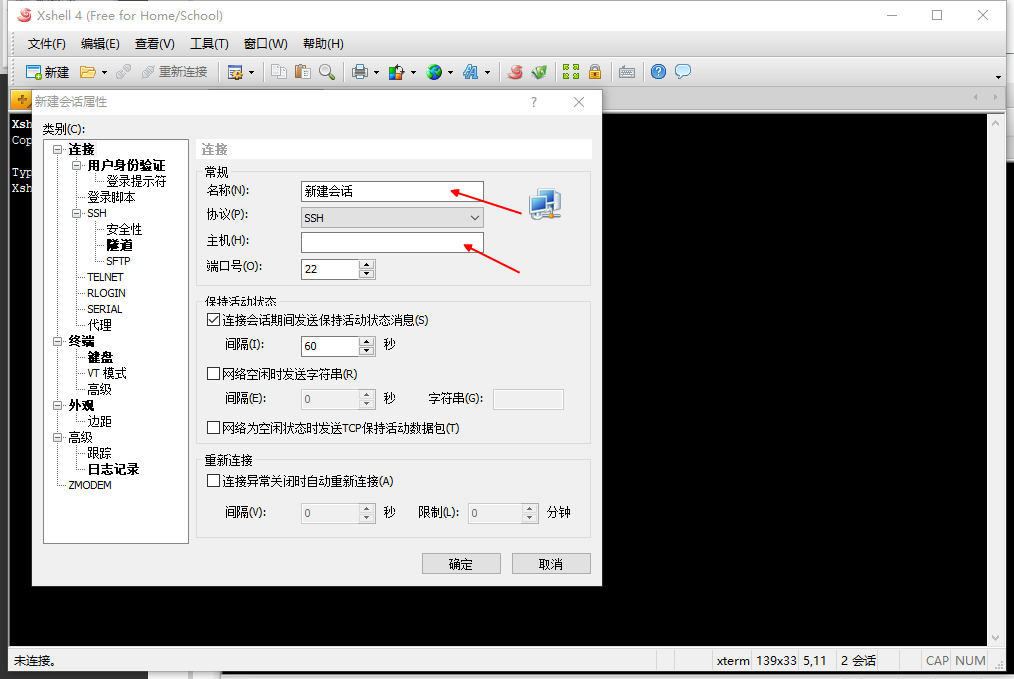 Xshell 4 (Free for Home/School)
文件(F) 编辑(E) 查看(V) 工具(T) 窗口(W) 帮助(H)
新建 重新连接
新建会话属性
Xsh
Cop
Typ
Xsh
类别(C):
连接
用户身份验证
登录提示符
登录脚本
SSH
安全性
隧道
SFTP
TELNET
RLOGIN
SERIAL
代理
终端
键盘
VT 模式
高级
外观
边距
高级
跟踪
日志记录
ZMODEM
连接
常规
名称(N): 新建会话
协议(P): SSH
主机(H):
端口号(O): 22
保持活动状态
连接会话期间发送保持活动状态消息(S)
间隔(I): 60 秒
网络空闲时发送字符串(R)
间隔(E): 0 秒 字符串(G):
网络为空闲状态时发送TCP保持活动数据包(T)
重新连接
连接异常关闭时自动重新连接(A)
间隔(V): 0 秒 限制(L): 0 分钟
确定 取消
未连接。 xterm 139x33 5,11 2 会话 CAP NUM